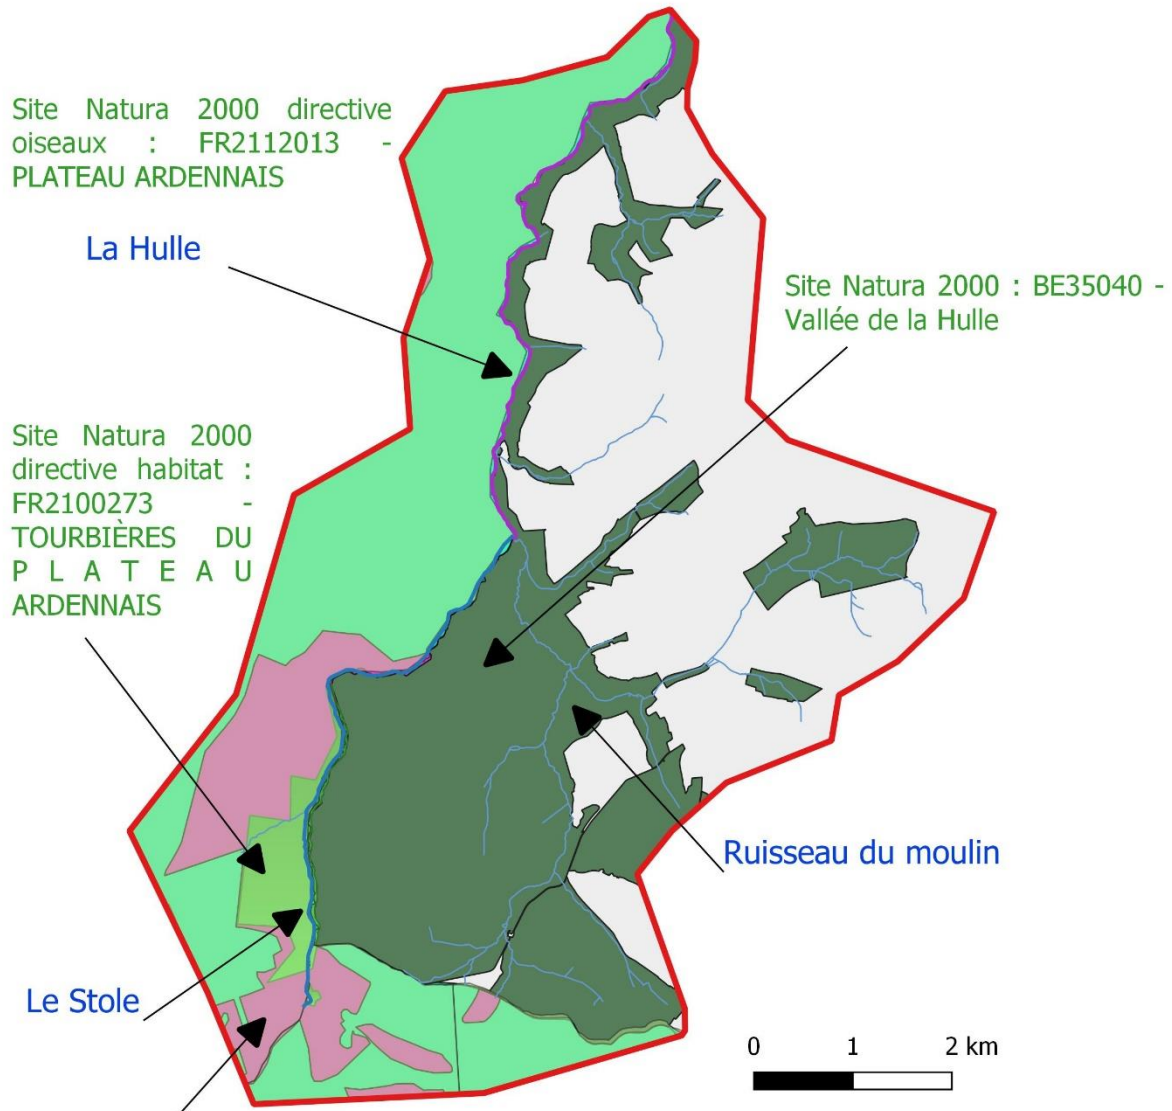 Site Natura 2000 directive
oiseaux : FR2112013 -
PLATEAU ARDENNAIS
La Hulle
Site Natura 2000 : BE35040 -
Vallée de la Hulle
Site Natura 2000
directive habitat :
FR2100273 -
TOURBIÈRES DU
PLATEAU
ARDENNAIS
Ruisseau du moulin
Le Stole
0 1 2 km